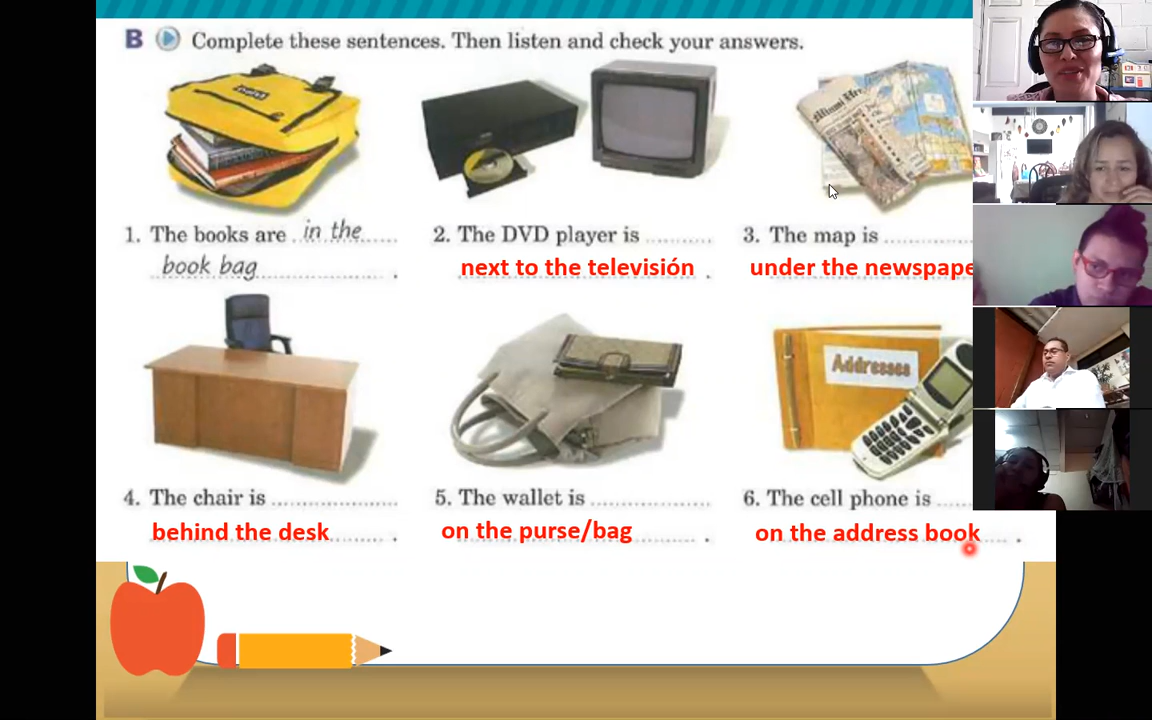 B Complete these sentences. Then listen and check your answers.
1. The books are in the
book bag.
2. The DVD player is
next to the televisión.
3. The map is
under the newspape
4. The chair is
behind the desk.
5. The wallet is
on the purse/bag.
Addresses
6. The cell phone is
on the address book.